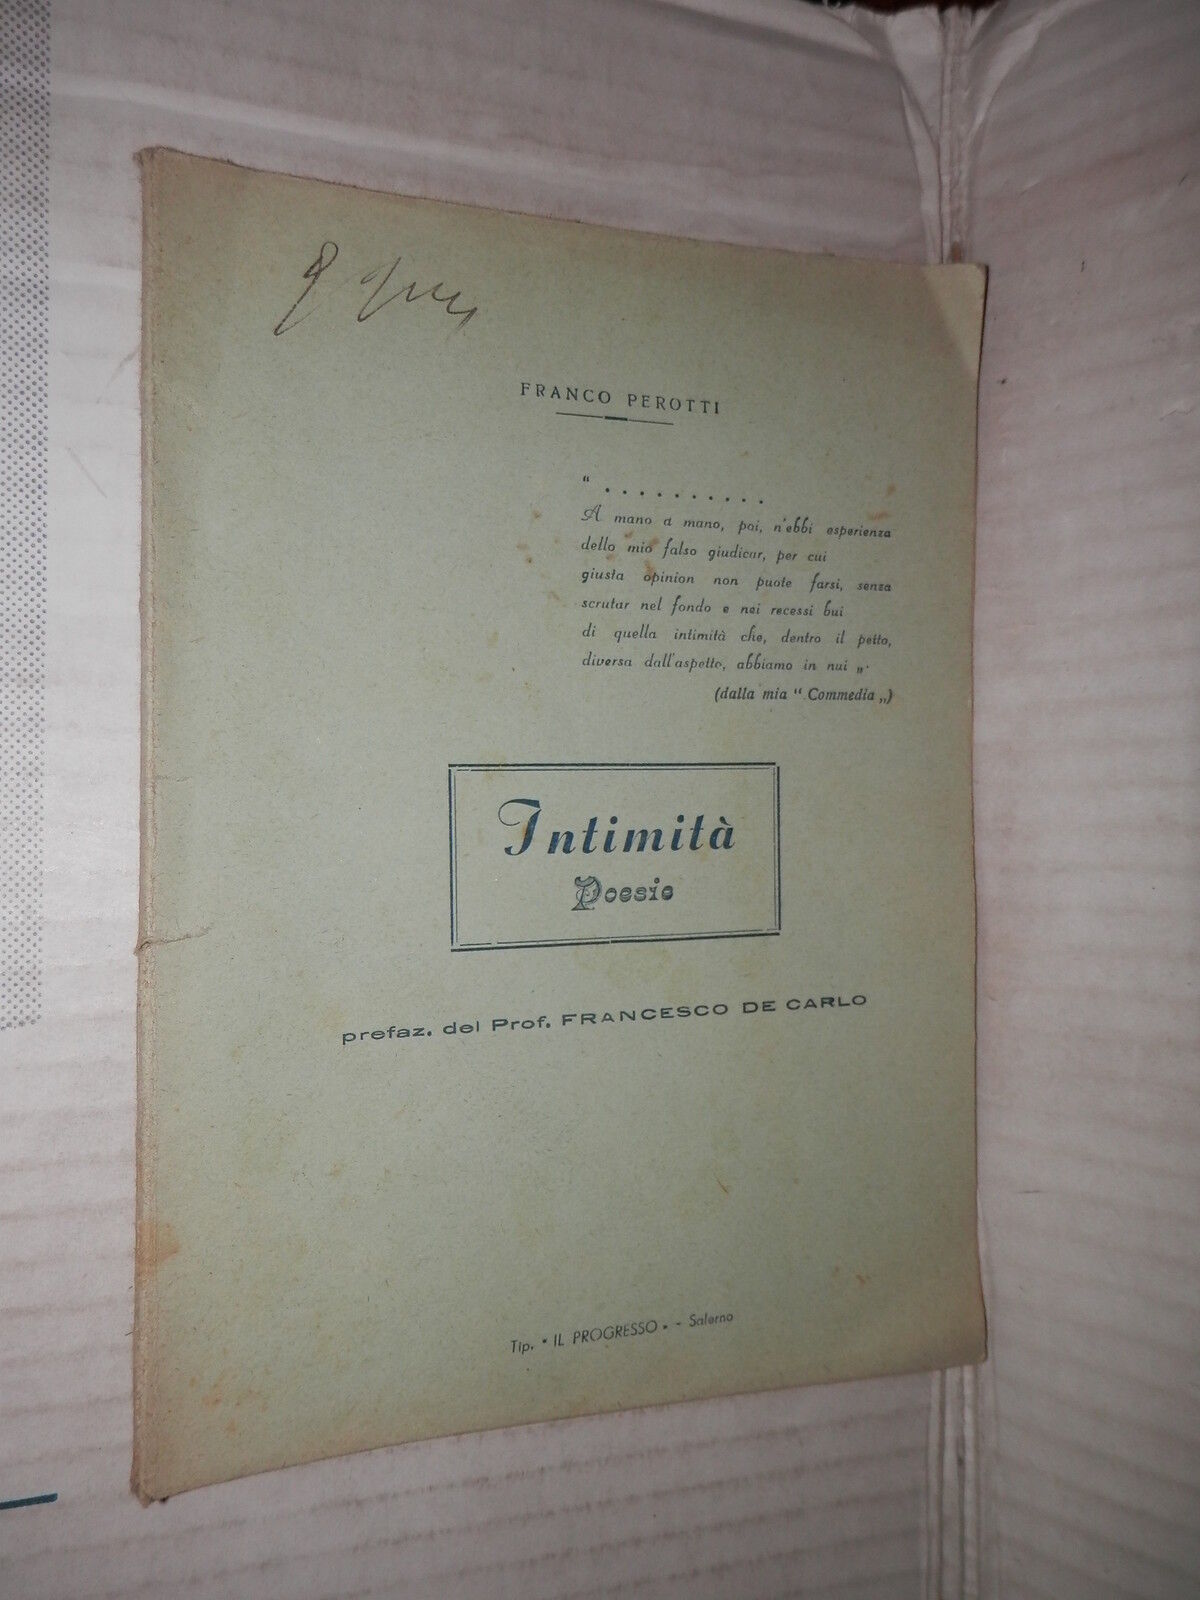 FRANCO PEROTTI
“ . . . . . . . . . .
A mano a mano, poi, n'ebbi esperienza
dello mio falso giudicar, per cui
giusta opinion non puote farsi, senza
scrutar nel fondo e nei recessi bui
di quella intimità che, dentro il petto,
diversa dall'aspetto, abbiamo in nui „.
(dalla mia “ Commedia „)
Intimità
Poesie
prefaz. del Prof. FRANCESCO DE CARLO
Tip. " IL PROGRESSO " - Salerno